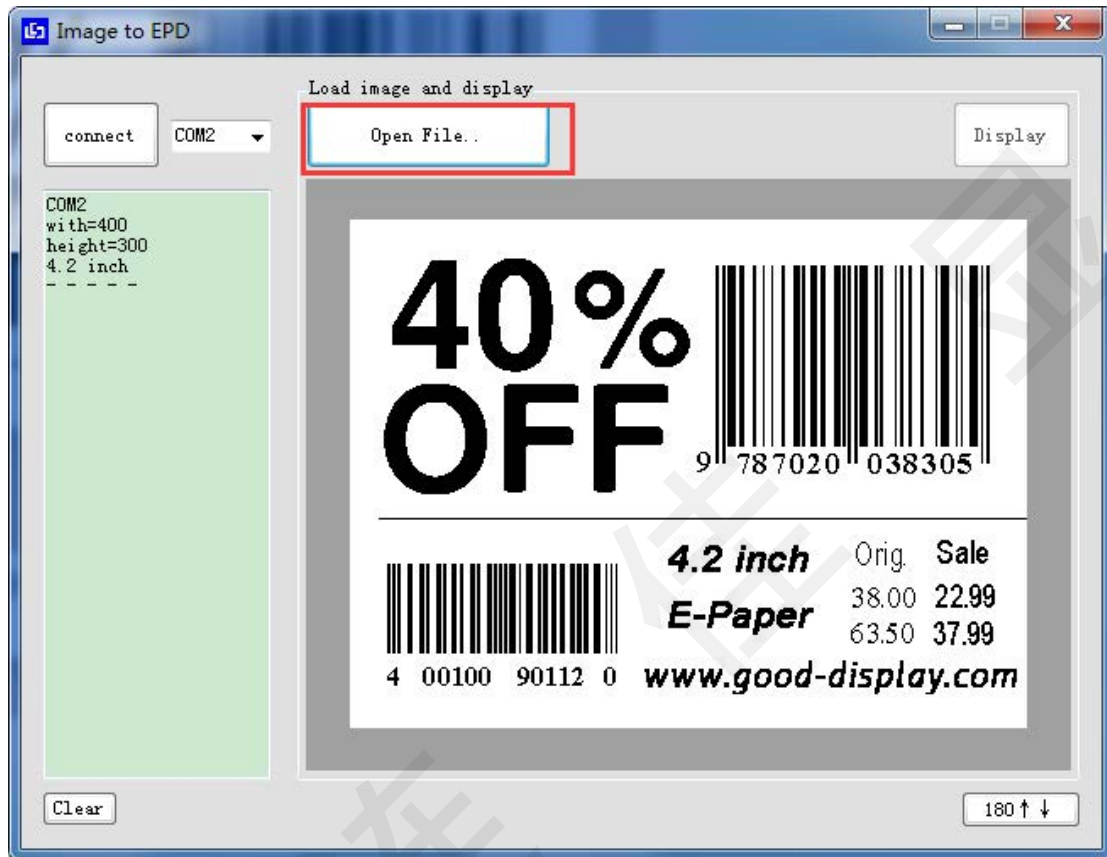 Image to EPD
Load image and display
connect
COM2
Open File..
Display
COM2
with=400
height=300
4.2 inch
- - - - -
40%
OFF
9 787020 038305
4.2 inch
E-Paper
Orig. Sale
38.00 22.99
63.50 37.99
4 00100 90112 0
www.good-display.com
Clear
180↑ ↓
佳
显